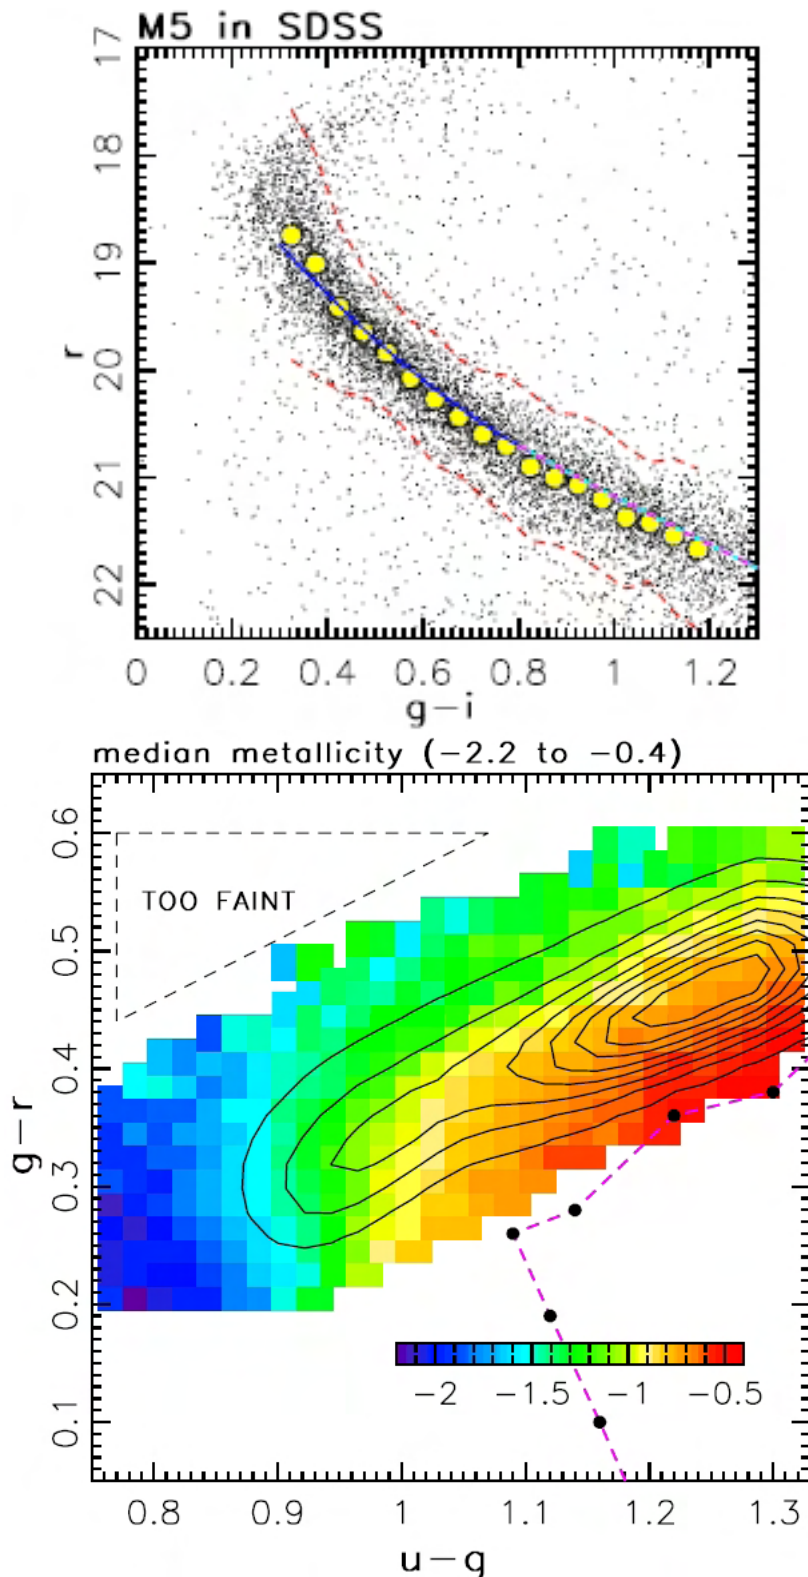 M5 in SDSS
17
18
19
20
21
22
r
0 0.2 0.4 0.6 0.8 1 1.2
g-i
median metallicity (-2.2 to -0.4)
0.6
TOO FAINT
0.5
0.4
g-r
0.3
0.2
-2 -1.5 -1 -0.5
0.1
0.8 0.9 1 1.1 1.2 1.3
u-g